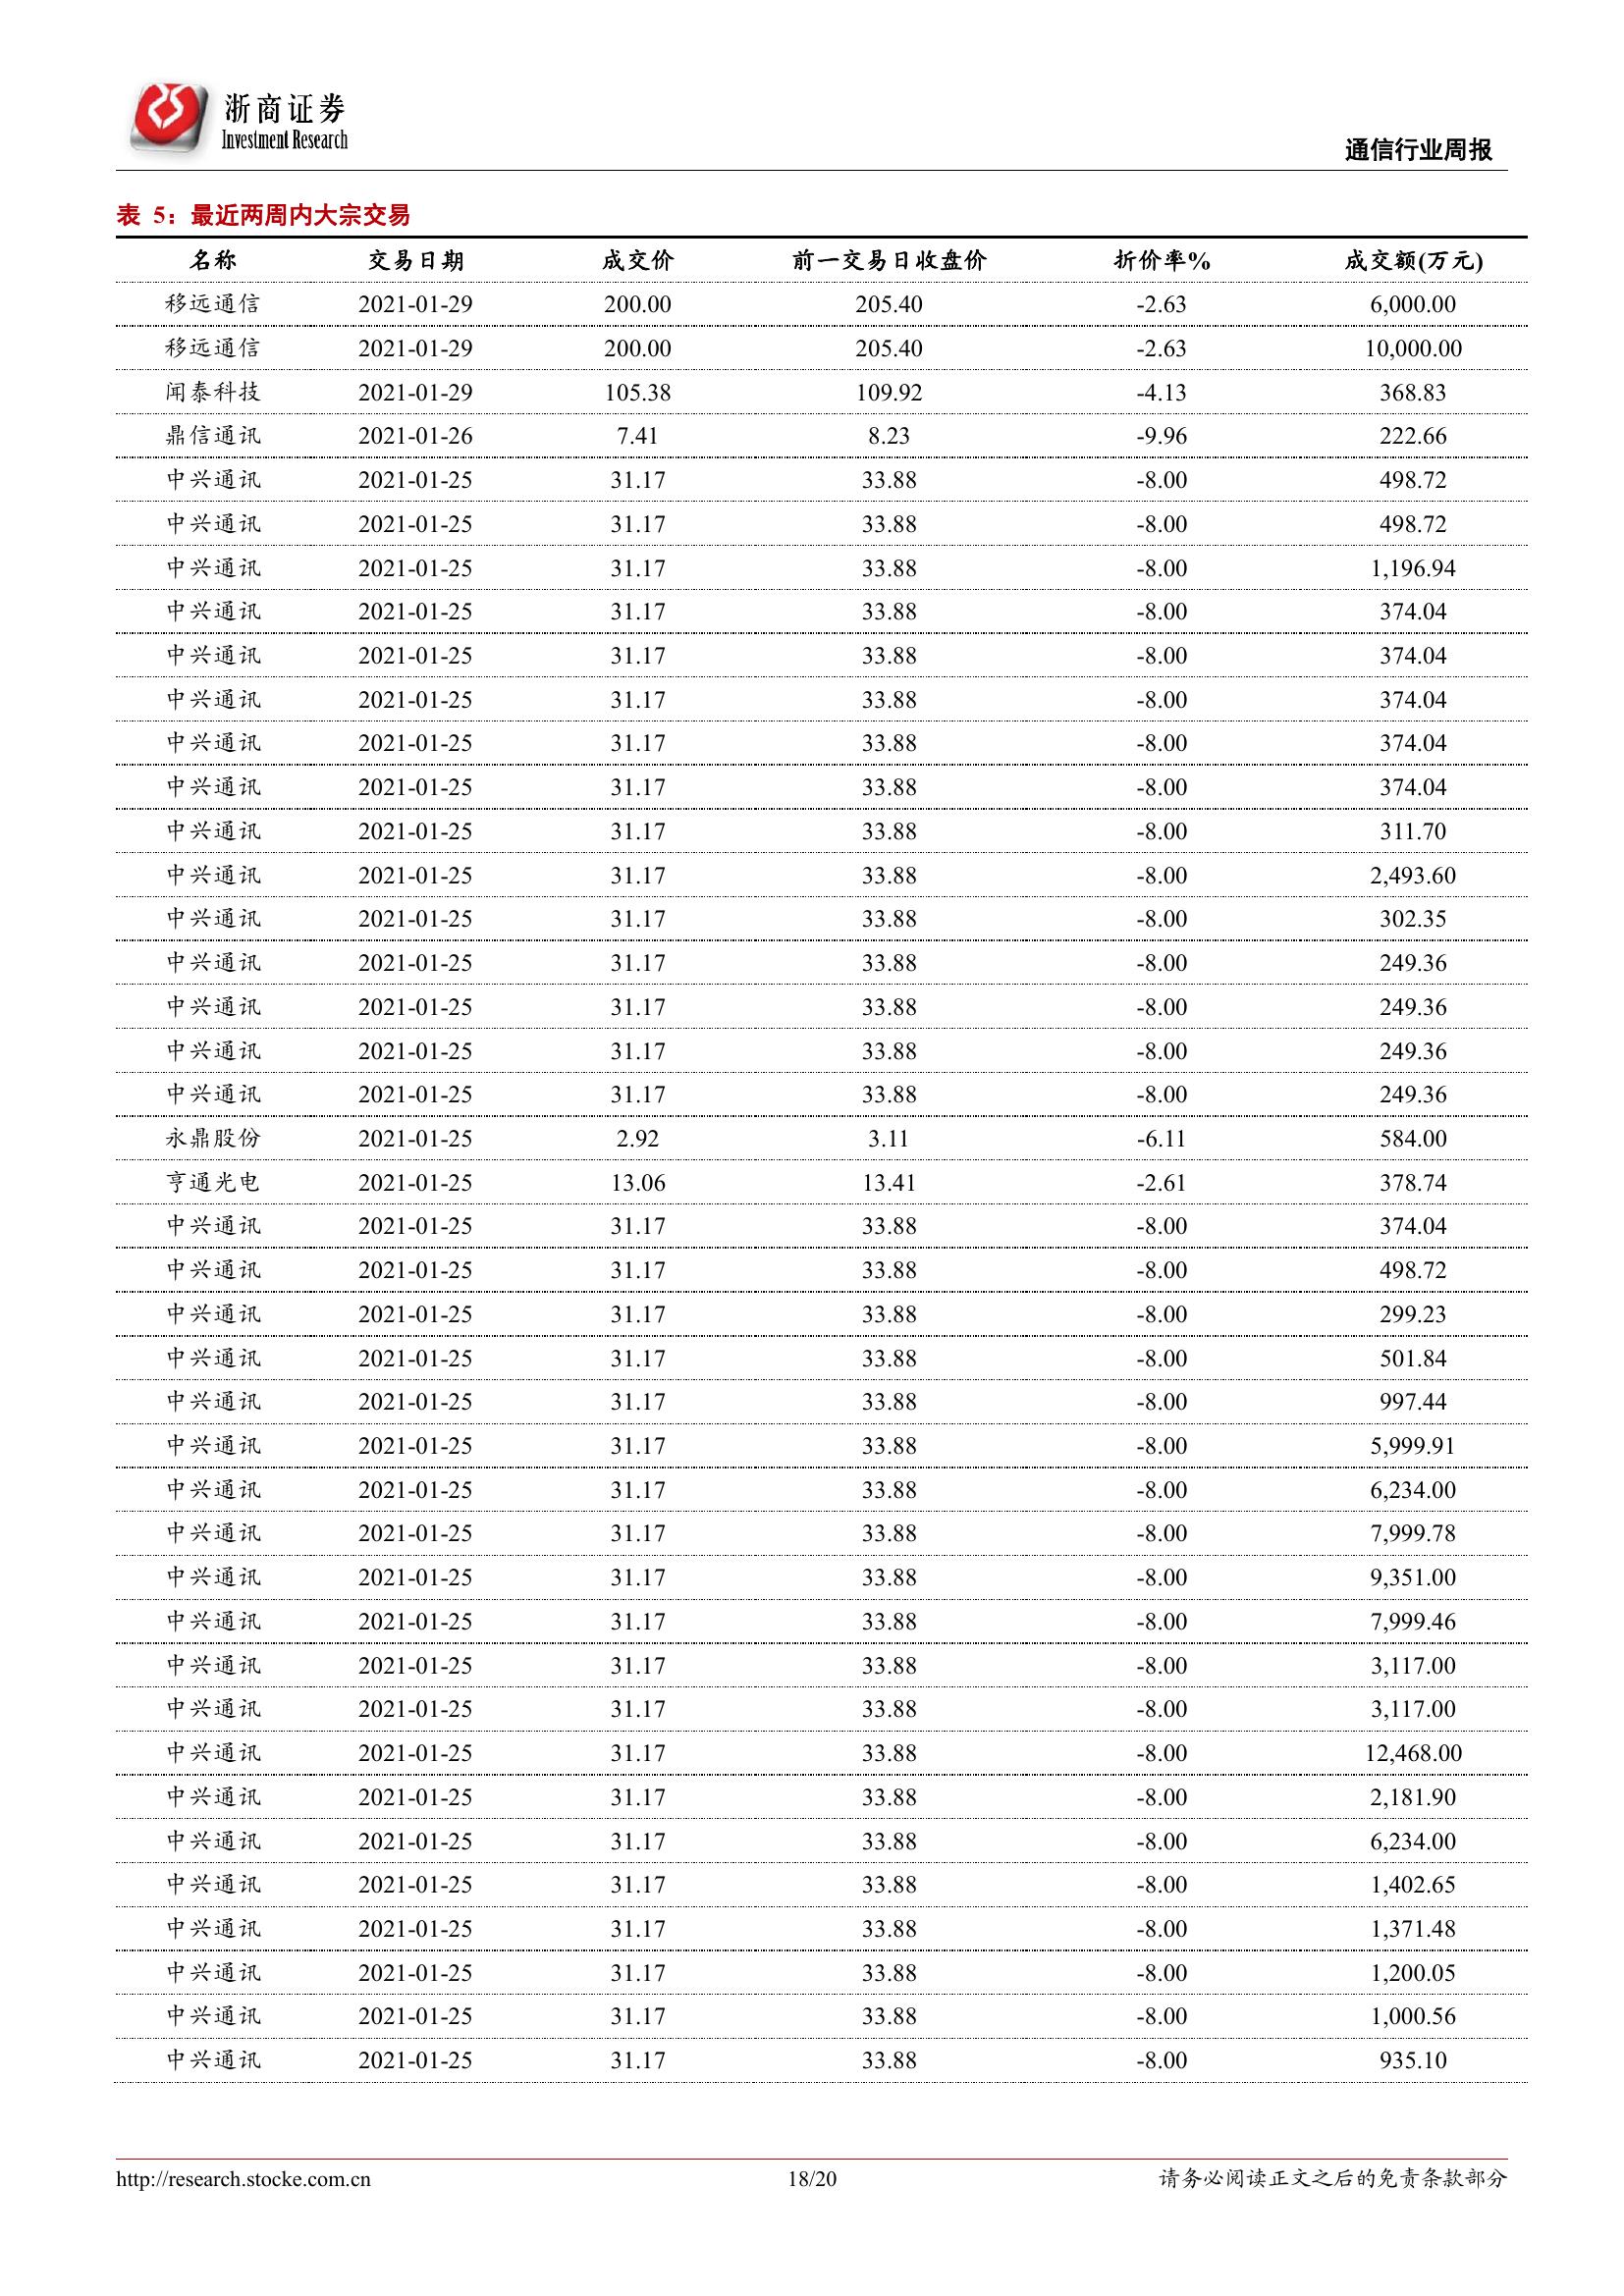 浙商证券
Investment Research
通信行业周报
表 5：最近两周内大宗交易
名称 交易日期 成交价 前一交易日收盘价 折价率% 成交额(万元)
移远通信 2021-01-29 200.00 205.40 -2.63 6,000.00
移远通信 2021-01-29 200.00 205.40 -2.63 10,000.00
闻泰科技 2021-01-29 105.38 109.92 -4.13 368.83
鼎信通讯 2021-01-26 7.41 8.23 -9.96 222.66
中兴通讯 2021-01-25 31.17 33.88 -8.00 498.72
中兴通讯 2021-01-25 31.17 33.88 -8.00 498.72
中兴通讯 2021-01-25 31.17 33.88 -8.00 1,196.94
中兴通讯 2021-01-25 31.17 33.88 -8.00 374.04
中兴通讯 2021-01-25 31.17 33.88 -8.00 374.04
中兴通讯 2021-01-25 31.17 33.88 -8.00 374.04
中兴通讯 2021-01-25 31.17 33.88 -8.00 374.04
中兴通讯 2021-01-25 31.17 33.88 -8.00 374.04
中兴通讯 2021-01-25 31.17 33.88 -8.00 311.70
中兴通讯 2021-01-25 31.17 33.88 -8.00 2,493.60
中兴通讯 2021-01-25 31.17 33.88 -8.00 302.35
中兴通讯 2021-01-25 31.17 33.88 -8.00 249.36
中兴通讯 2021-01-25 31.17 33.88 -8.00 249.36
中兴通讯 2021-01-25 31.17 33.88 -8.00 249.36
中兴通讯 2021-01-25 31.17 33.88 -8.00 249.36
永鼎股份 2021-01-25 2.92 3.11 -6.11 584.00
亨通光电 2021-01-25 13.06 13.41 -2.61 378.74
中兴通讯 2021-01-25 31.17 33.88 -8.00 374.04
中兴通讯 2021-01-25 31.17 33.88 -8.00 498.72
中兴通讯 2021-01-25 31.17 33.88 -8.00 299.23
中兴通讯 2021-01-25 31.17 33.88 -8.00 501.84
中兴通讯 2021-01-25 31.17 33.88 -8.00 997.44
中兴通讯 2021-01-25 31.17 33.88 -8.00 5,999.91
中兴通讯 2021-01-25 31.17 33.88 -8.00 6,234.00
中兴通讯 2021-01-25 31.17 33.88 -8.00 7,999.78
中兴通讯 2021-01-25 31.17 33.88 -8.00 9,351.00
中兴通讯 2021-01-25 31.17 33.88 -8.00 7,999.46
中兴通讯 2021-01-25 31.17 33.88 -8.00 3,117.00
中兴通讯 2021-01-25 31.17 33.88 -8.00 3,117.00
中兴通讯 2021-01-25 31.17 33.88 -8.00 12,468.00
中兴通讯 2021-01-25 31.17 33.88 -8.00 2,181.90
中兴通讯 2021-01-25 31.17 33.88 -8.00 6,234.00
中兴通讯 2021-01-25 31.17 33.88 -8.00 1,402.65
中兴通讯 2021-01-25 31.17 33.88 -8.00 1,371.48
中兴通讯 2021-01-25 31.17 33.88 -8.00 1,200.05
中兴通讯 2021-01-25 31.17 33.88 -8.00 1,000.56
中兴通讯 2021-01-25 31.17 33.88 -8.00 935.10
http://research.stocke.com.cn 18/20 请务必阅读正文之后的免责条款部分